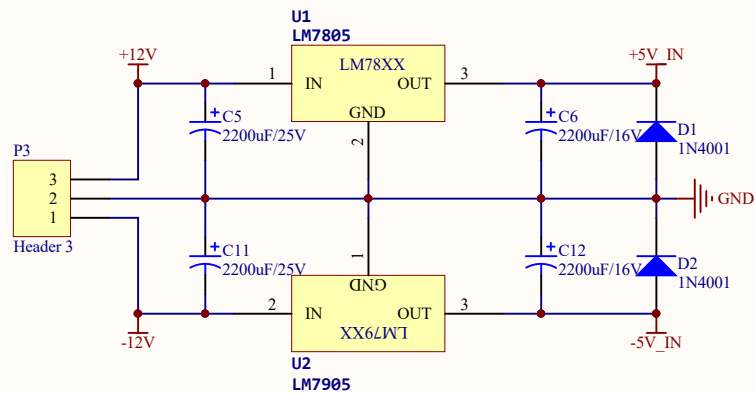 U1
LM7805
+12V
+5V_IN
LM78XX
1
IN
OUT
3
GND
2
+
C5
2200uF/25V
+
C6
2200uF/16V
D1
1N4001
P3
3
2
1
Header 3
GND
+
C11
2200uF/25V
1
+
C12
2200uF/16V
D2
1N4001
GND
2
IN
OUT
3
LM79XX
-12V
-5V_IN
U2
LM7905